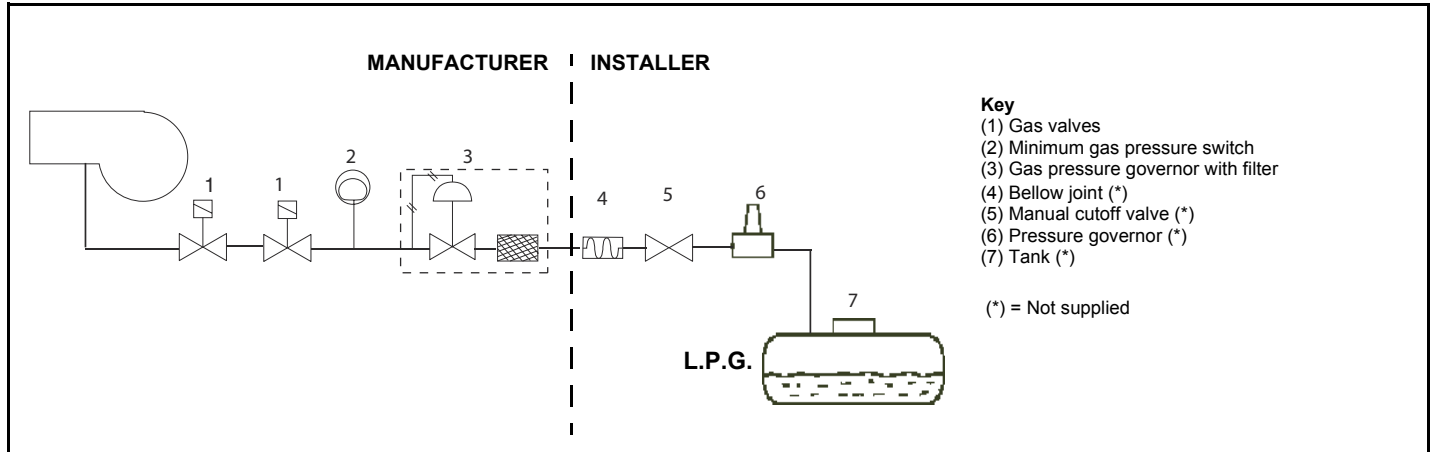 MANUFACTURER INSTALLER
1 1 2 3 4 5 6
7
L.P.G.
Key
(1) Gas valves
(2) Minimum gas pressure switch
(3) Gas pressure governor with filter
(4) Bellow joint (*)
(5) Manual cutoff valve (*)
(6) Pressure governor (*)
(7) Tank (*)
(*) = Not supplied